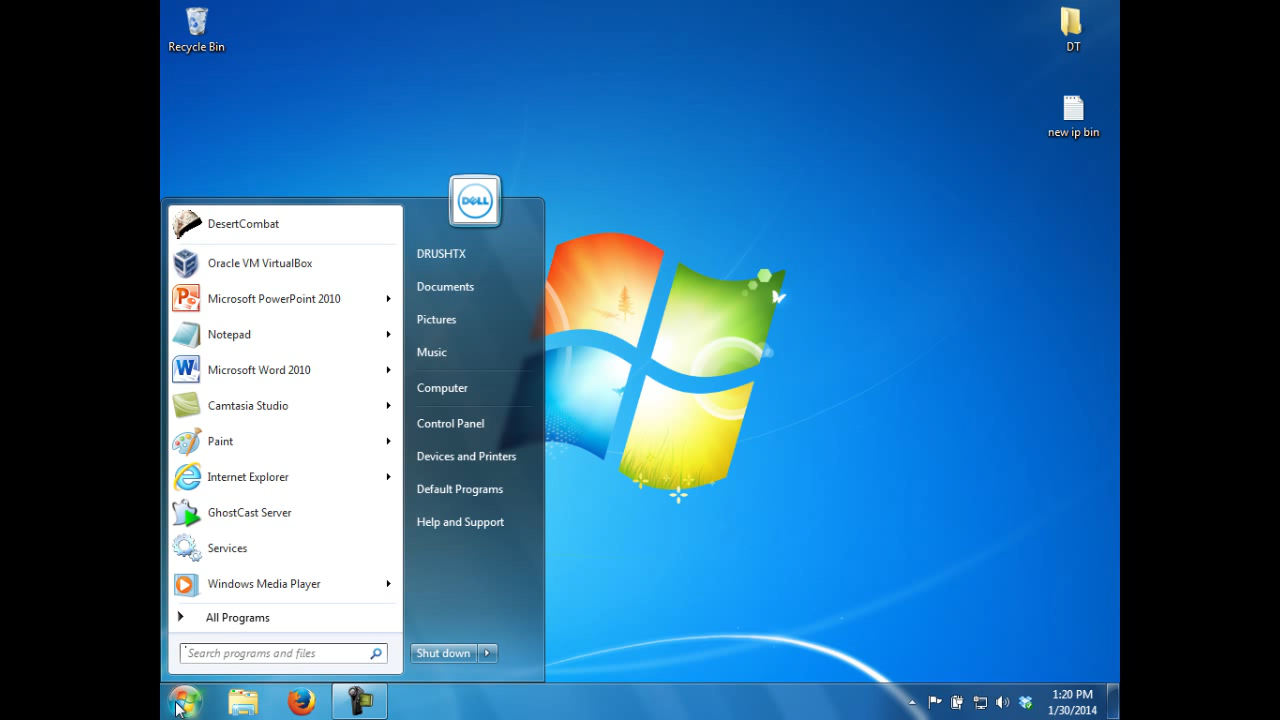 Recycle Bin
DT
new ip bin
DELL
DesertCombat
Oracle VM VirtualBox
Microsoft PowerPoint 2010
Notepad
Microsoft Word 2010
Camtasia Studio
Paint
Internet Explorer
GhostCast Server
Services
Windows Media Player
All Programs
Search programs and files
DRUSHTX
Documents
Pictures
Music
Computer
Control Panel
Devices and Printers
Default Programs
Help and Support
Shut down
1:20 PM
1/30/2014